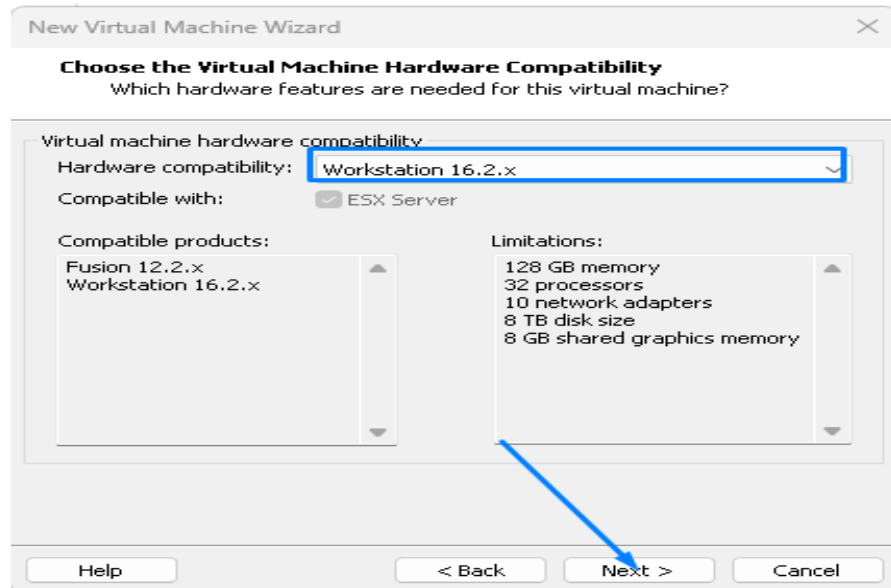 New Virtual Machine Wizard
Choose the Virtual Machine Hardware Compatibility
Which hardware features are needed for this virtual machine?
Virtual machine hardware compatibility
Hardware compatibility: Workstation 16.2.x
Compatible with: ESX Server
Compatible products:
Fusion 12.2.x
Workstation 16.2.x
Limitations:
128 GB memory
32 processors
10 network adapters
8 TB disk size
8 GB shared graphics memory
Help < Back Next > Cancel